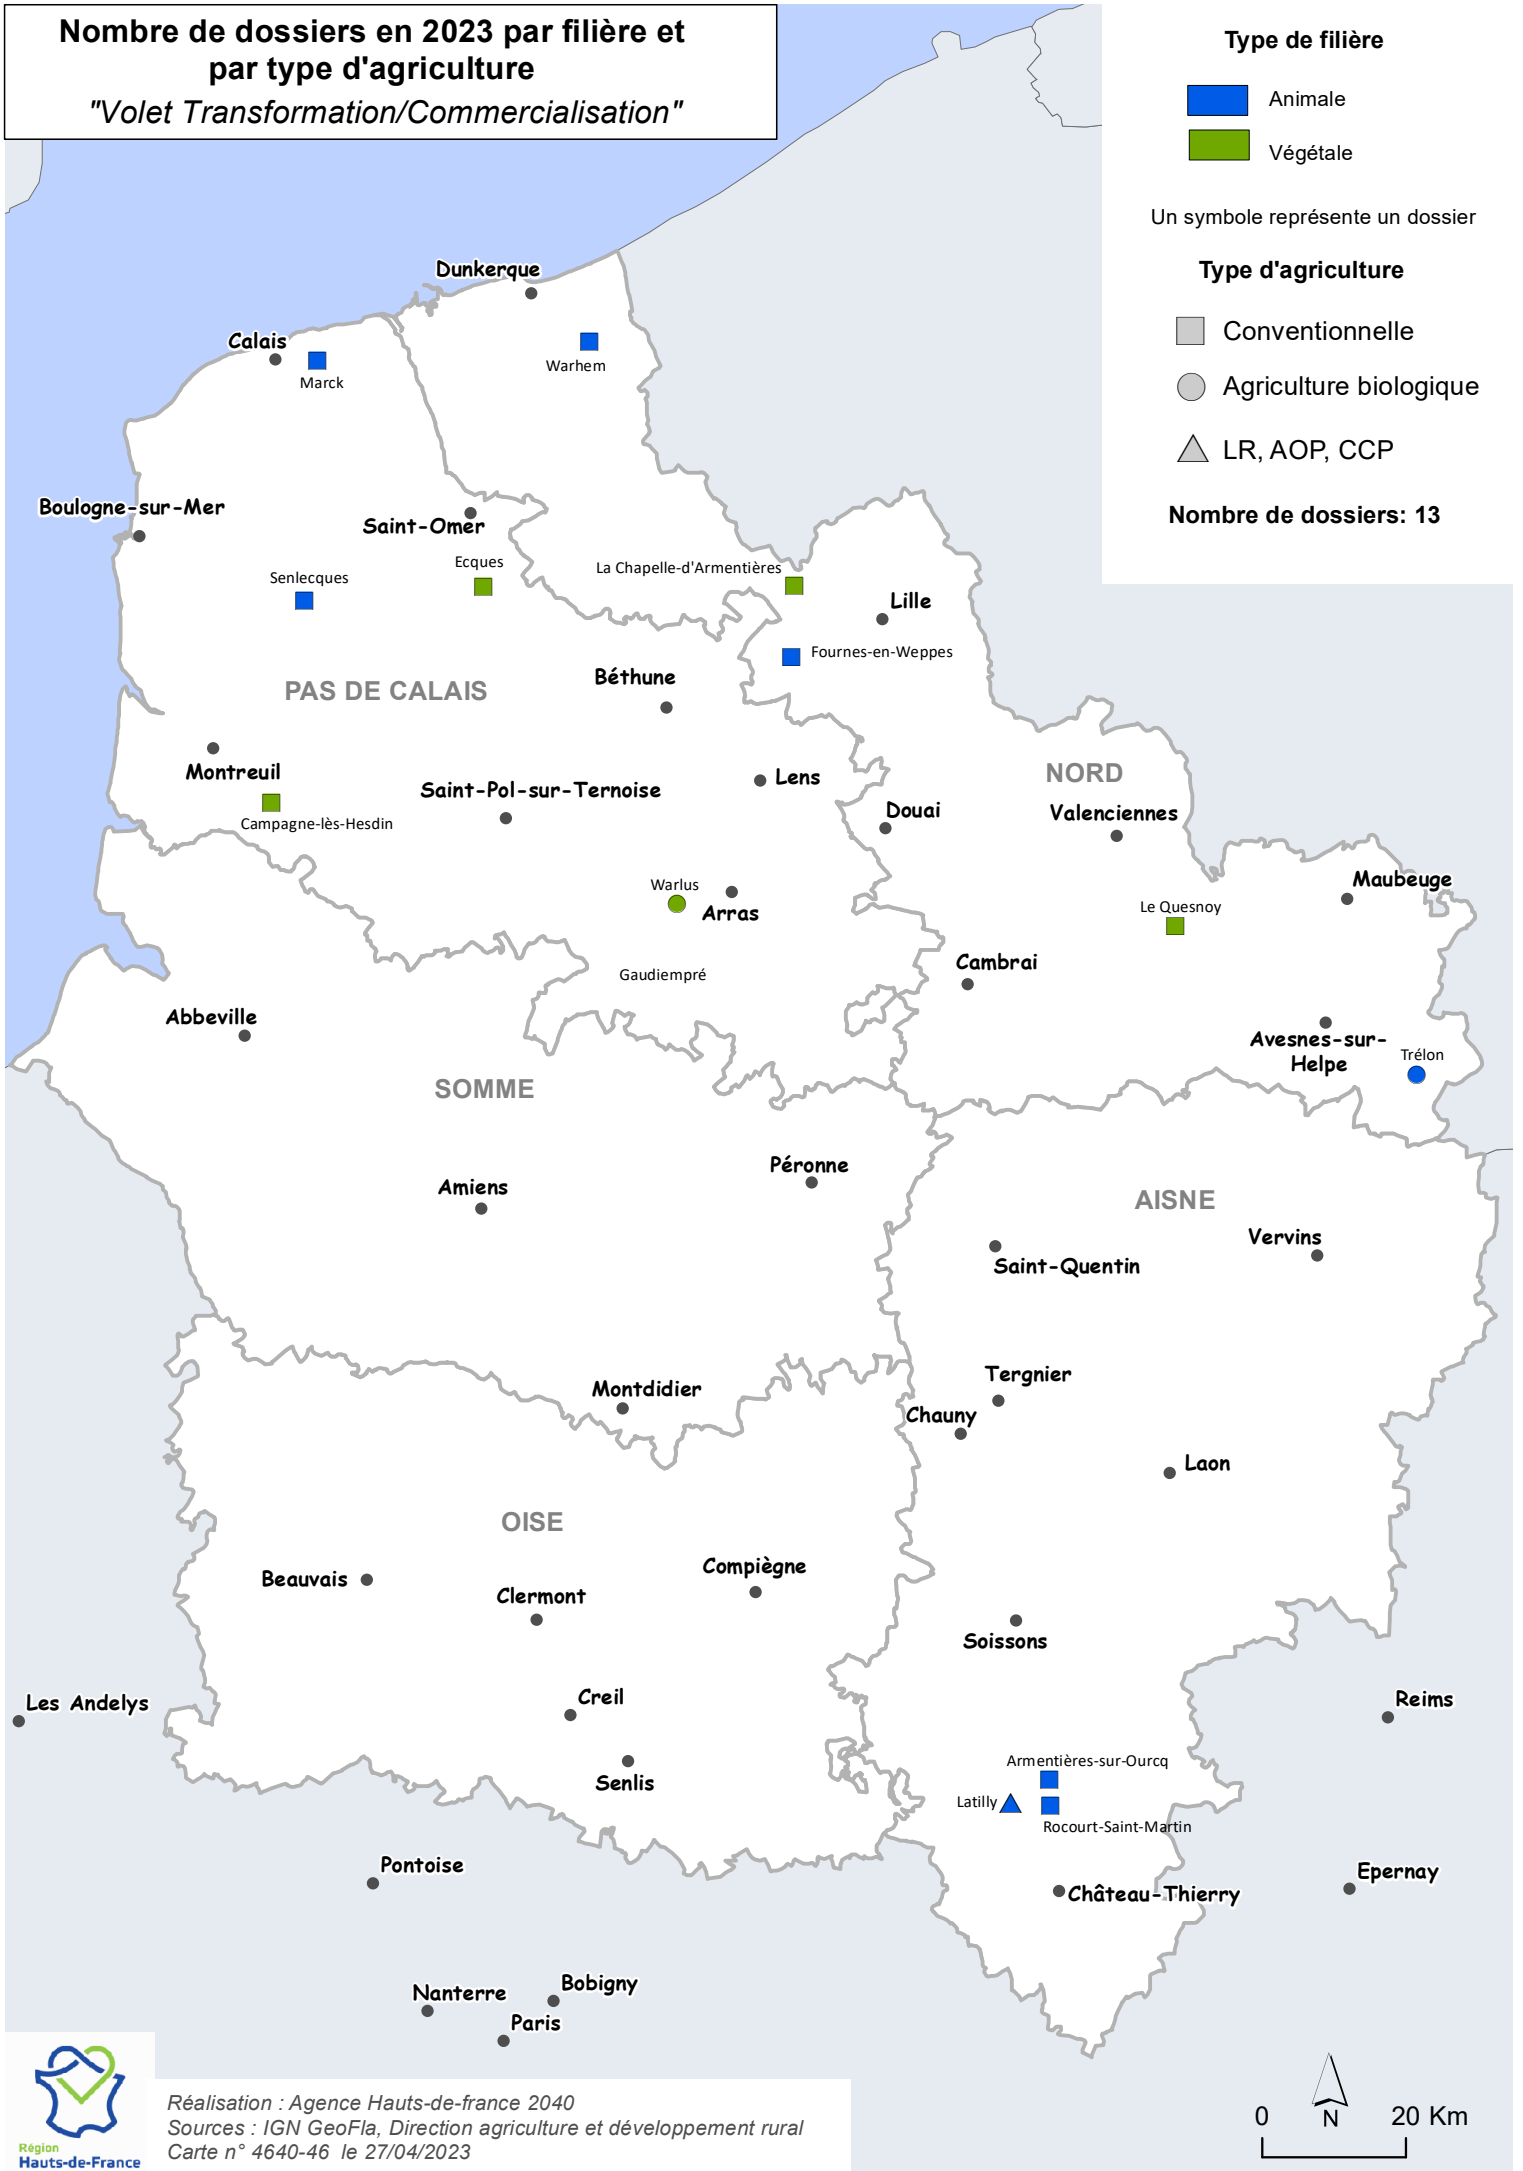 Nombre de dossiers en 2023 par filière et
par type d'agriculture
"Volet Transformation/Commercialisation"
Type de filière
Animale
Végétale
Un symbole représente un dossier
Type d'agriculture
Conventionnelle
Agriculture biologique
LR, AOP, CCP
Nombre de dossiers: 13
Dunkerque
Calais
Marck
Warhem
Boulogne-sur-Mer
Saint-Omer
Ecques
La Chapelle-d'Armentières
Senlecques
Lille
Fournes-en-Weppes
Béthune
PAS DE CALAIS
Montreuil
Saint-Pol-sur-Ternoise
Lens
NORD
Douai
Valenciennes
Campagne-lès-Hesdin
Warlus
Arras
Maubeuge
Le Quesnoy
Gaudiempré
Cambrai
Abbeville
Avesnes-sur-
Helpe
Trélon
SOMME
Péronne
Amiens
AISNE
Vervins
Saint-Quentin
Montdidier
Tergnier
Chauny
Laon
OISE
Beauvais
Clermont
Compiègne
Soissons
Les Andelys
Creil
Reims
Senlis
Armentières-sur-Ourcq
Latilly
Rocourt-Saint-Martin
Pontoise
Epernay
Château-Thierry
Nanterre
Bobigny
Paris
Région
Hauts-de-France
Réalisation : Agence Hauts-de-france 2040
Sources : IGN GeoFla, Direction agriculture et développement rural
Carte n° 4640-46 le 27/04/2023
N
0 20 Km